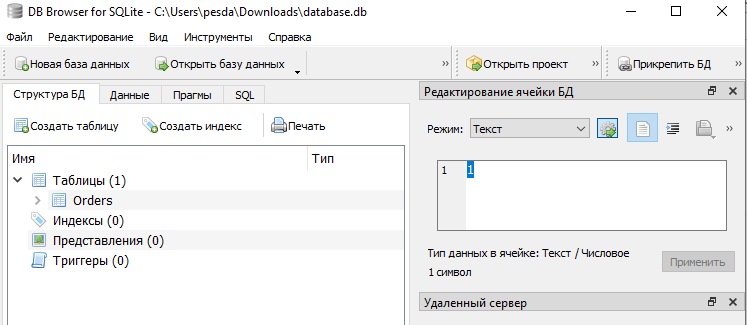 DB Browser for SQLite - C:\Users\pesda\Downloads\database.db
Файл Редактирование Вид Инструменты Справка
Новая база данных Открыть базу данных » Открыть проект » Прикрепить БД »
Структура БД Данные Прагмы SQL
Создать таблицу Создать индекс Печать
Имя Тип
Таблицы (1)
Orders
Индексы (0)
Представления (0)
Триггеры (0)
Редактирование ячейки БД
Режим: Текст »
1 1
Тип данных в ячейке: Текст / Числовое
1 символ
Применить
Удаленный сервер